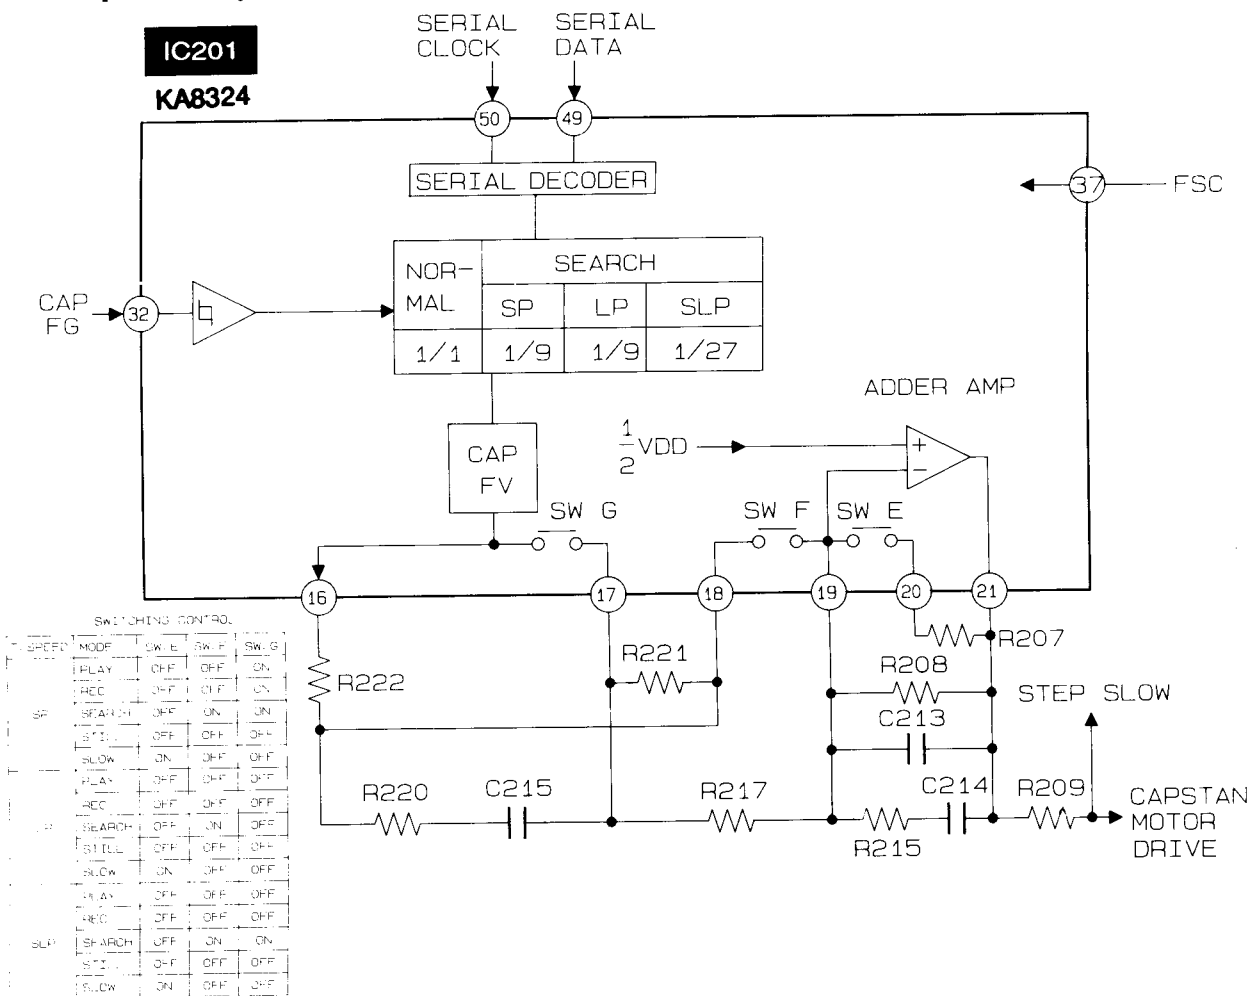 IC201
KA8324
SERIAL CLOCK
SERIAL DATA
50
49
SERIAL DECODER
37
FSC
NOR-MAL
SEARCH
SP
LP
SLP
1/1
1/9
1/9
1/27
CAP FG
32
ADDER AMP
1/2 VDD
+
−
CAP FV
SW G
SW F
SW E
16
17
18
19
20
21
R222
R221
R207
R208
C213
STEP SLOW
R220
C215
R217
R215
C214
R209
CAPSTAN MOTOR DRIVE
SWITCHING CONTROL
SPEED MODE SW.E SW.F SW.G
PLAY OFF OFF ON
REC OFF OFF ON
SP SEARCH OFF ON ON
STILL OFF OFF OFF
SLOW ON OFF OFF
PLAY OFF OFF OFF
REC OFF OFF OFF
SEARCH OFF ON OFF
STILL OFF OFF OFF
SLOW ON OFF OFF
PLAY OFF OFF OFF
REC OFF OFF OFF
SLP SEARCH OFF ON ON
STILL OFF OFF OFF
SLOW ON OFF OFF